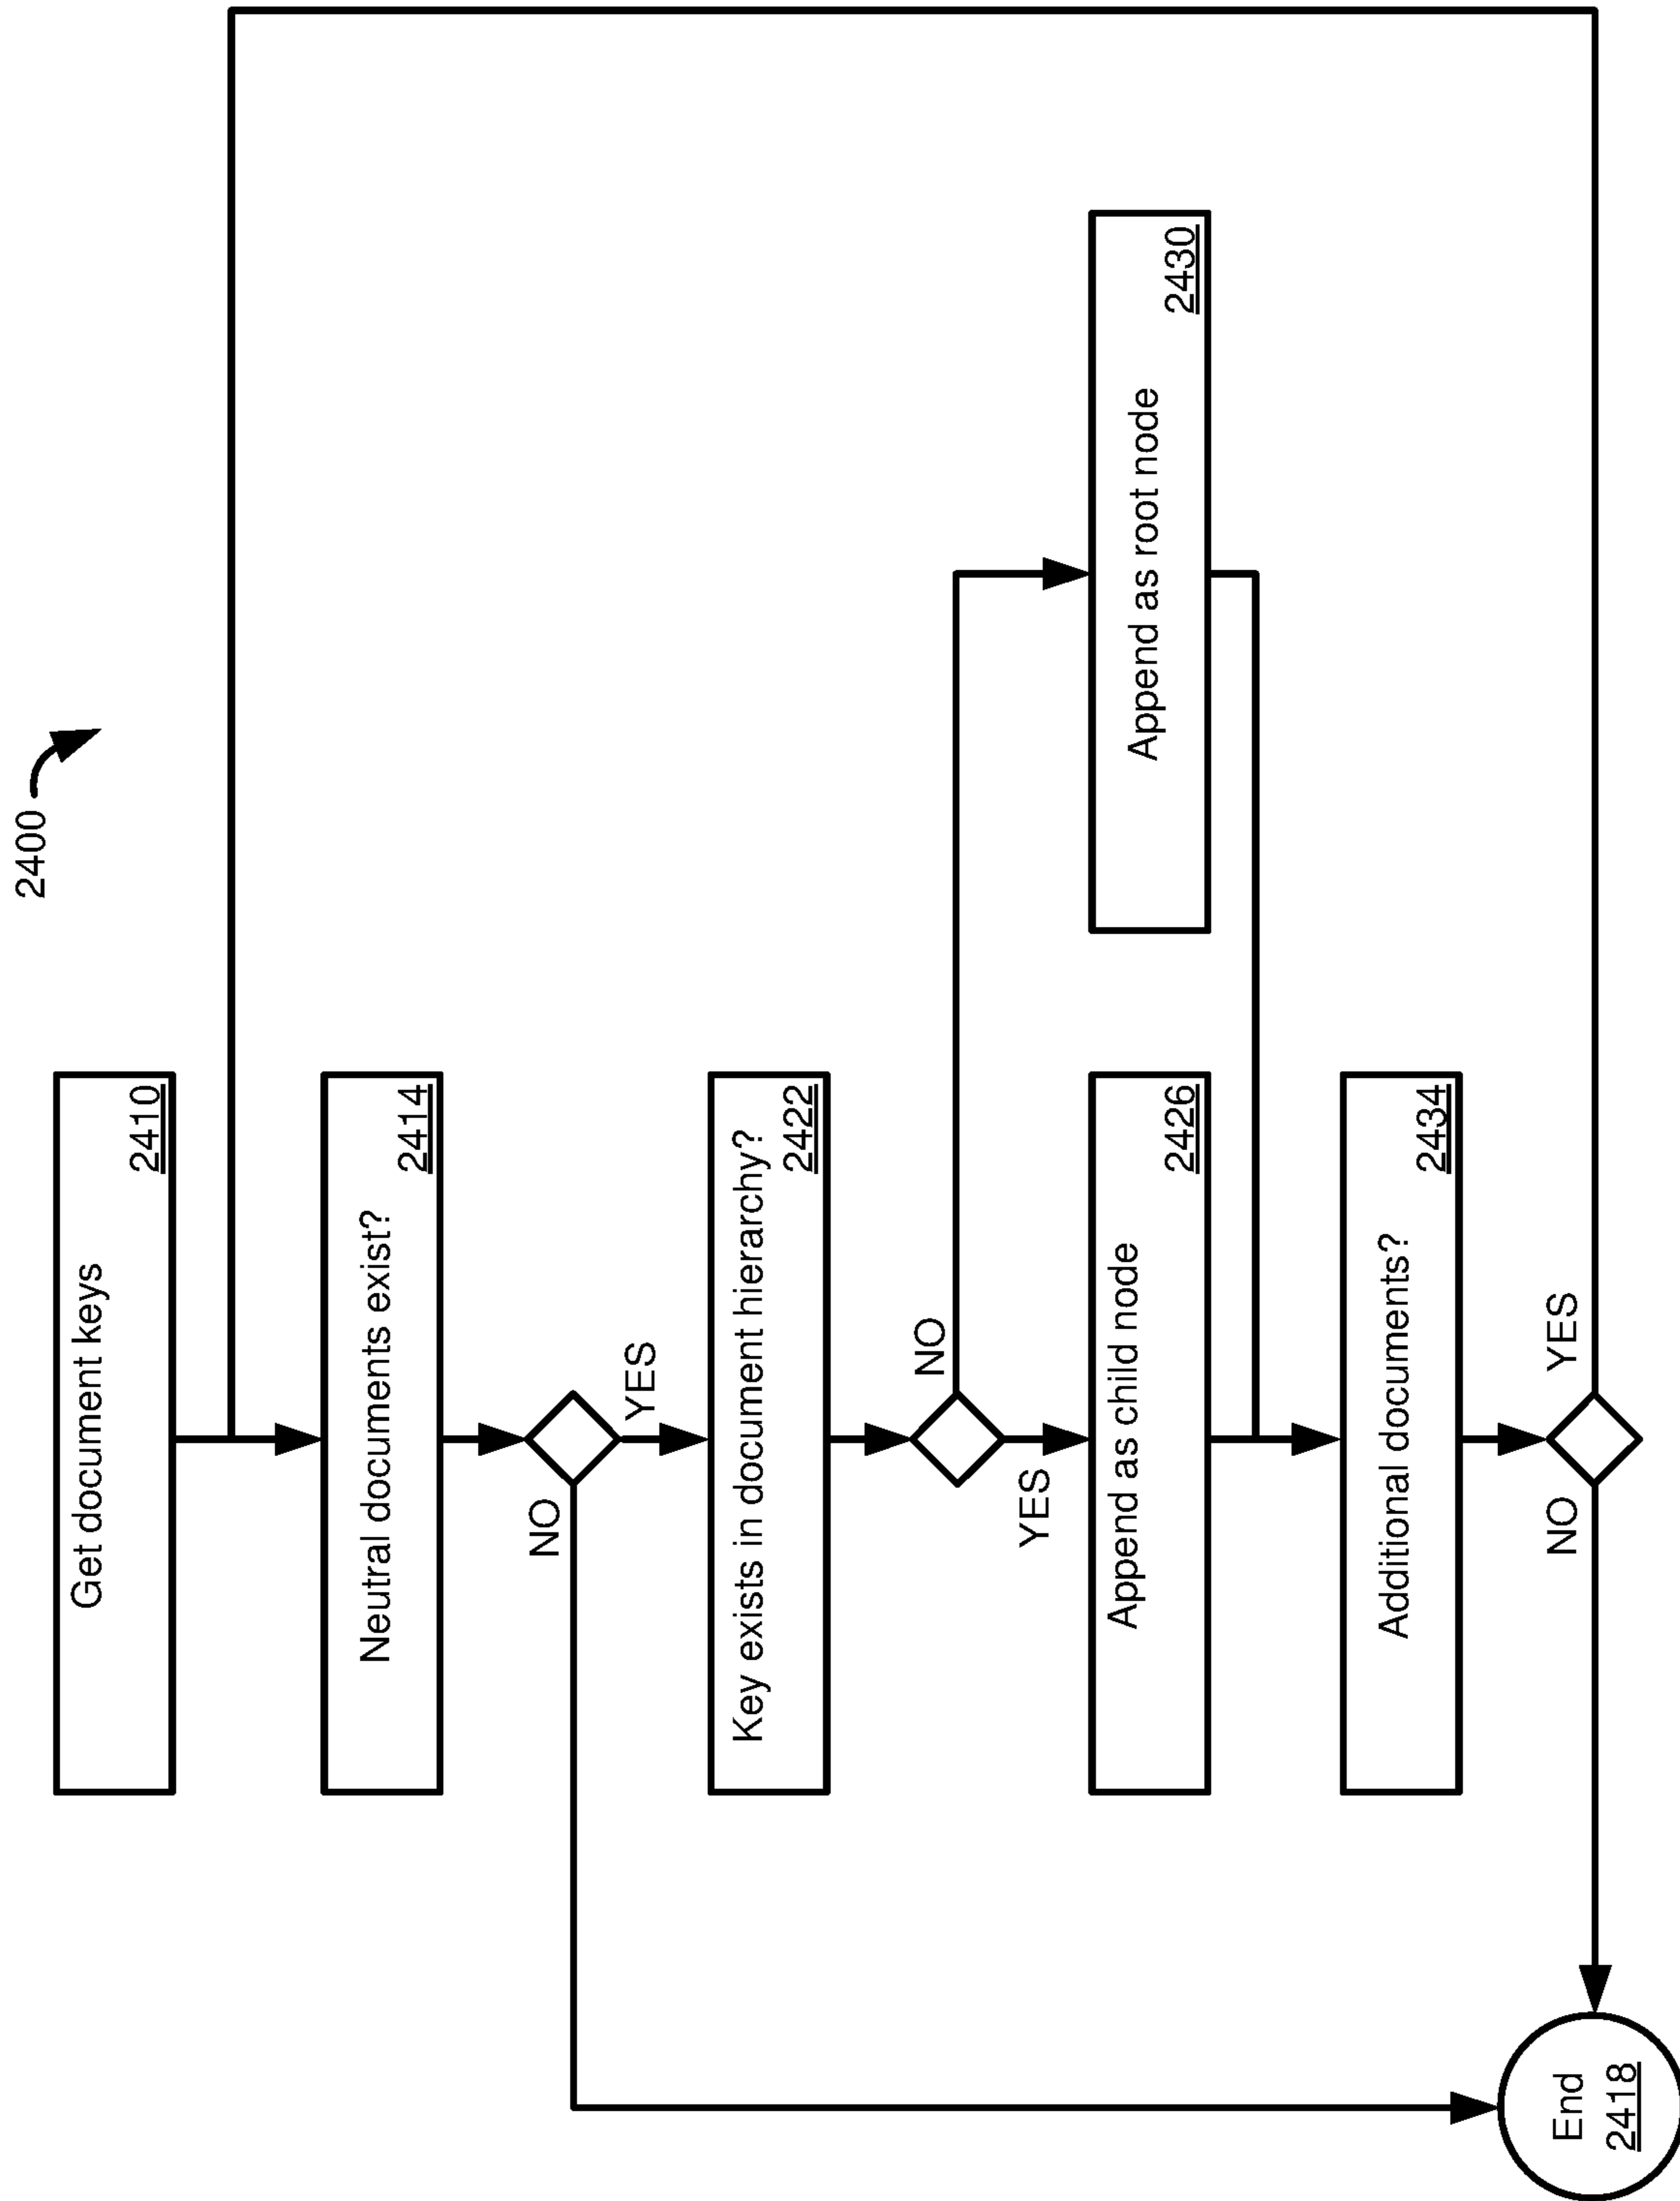 2400
Get document keys
2410
Neutral documents exist?
2414
NO
YES
Key exists in document hierarchy?
2422
NO
YES
Append as child node
2426
Append as root node
2430
Additional documents?
2434
NO
YES
End
2418